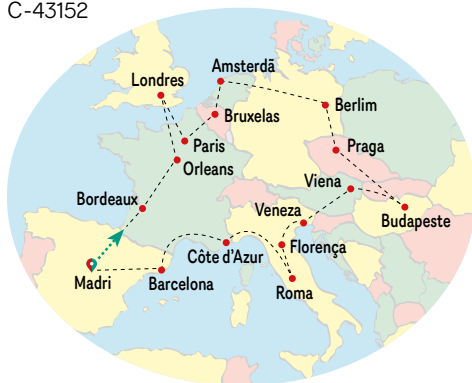 C-43152
Amsterdã
Londres
Berlim
Bruxelas
Paris
Praga
Orleans
Viena
Bordeaux
Veneza
Budapeste
Florença
Côte d'Azur
Madri
Barcelona
Roma